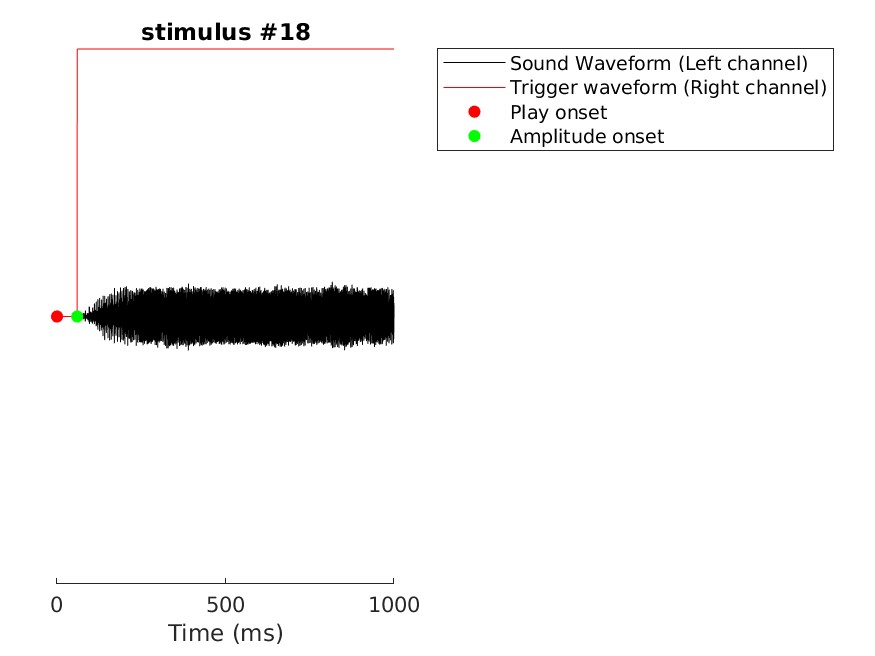 stimulus #18
Sound Waveform (Left channel)
Trigger waveform (Right channel)
Play onset
Amplitude onset
0 500 1000
Time (ms)